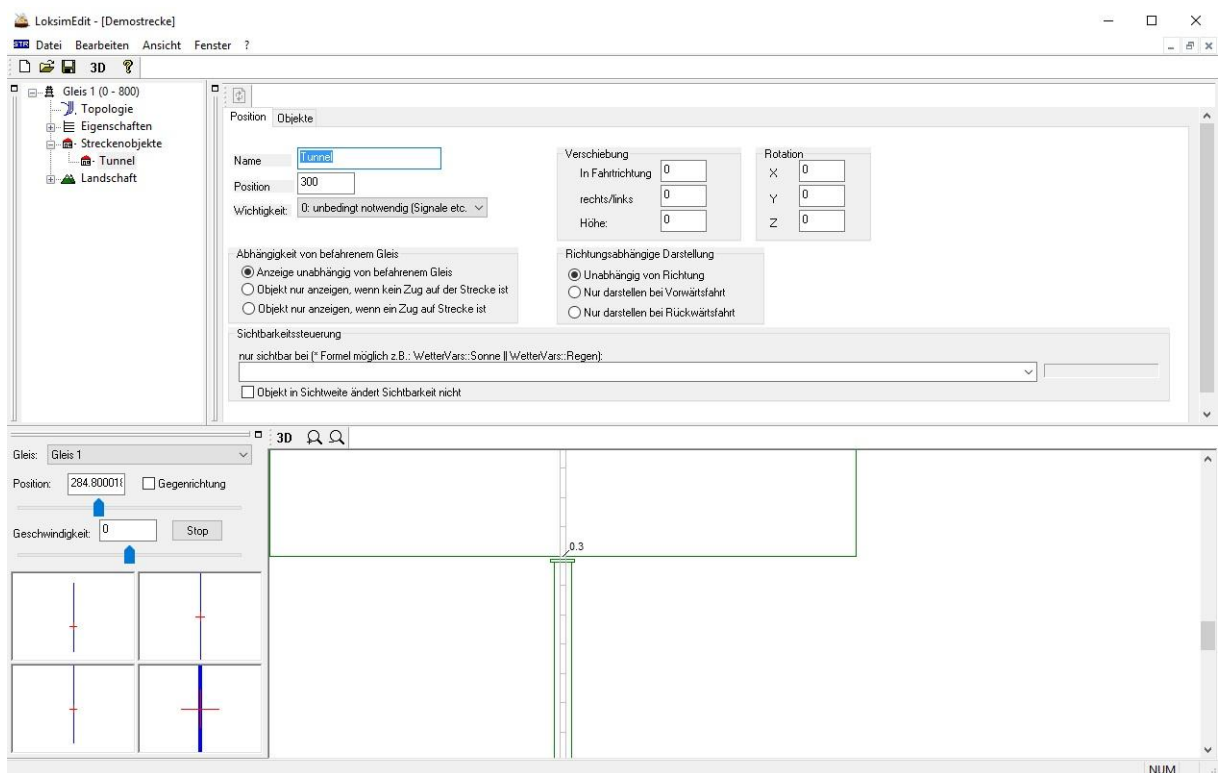 LoksimEdit - [Demostrecke]
STR Datei Bearbeiten Ansicht Fenster ?
3D ?
Gleis 1 (0 - 800)
Topologie
Eigenschaften
Streckenobjekte
Tunnel
Landschaft
Position Objekte
Name Tunnel
Position 300
Wichtigkeit: 0: unbedingt notwendig (Signale etc.
Verschiebung
In Fahrtrichtung 0
rechts/links 0
Höhe: 0
Rotation
X 0
Y 0
Z 0
Abhängigkeit von befahrenem Gleis
Anzeige unabhängig von befahrenem Gleis
Objekt nur anzeigen, wenn kein Zug auf der Strecke ist
Objekt nur anzeigen, wenn ein Zug auf Strecke ist
Richtungsabhängige Darstellung
Unabhängig von Richtung
Nur darstellen bei Vorwärtsfahrt
Nur darstellen bei Rückwärtsfahrt
Sichtbarkeitssteuerung
nur sichtbar bei (* Formel möglich z.B.: WetterVars::Sonne || WetterVars::Regen):
Objekt in Sichtweite ändert Sichtbarkeit nicht
Gleis: Gleis 1
Position: 284.800018 Gegenrichtung
Geschwindigkeit: 0 Stop
3D
0.3
NUM